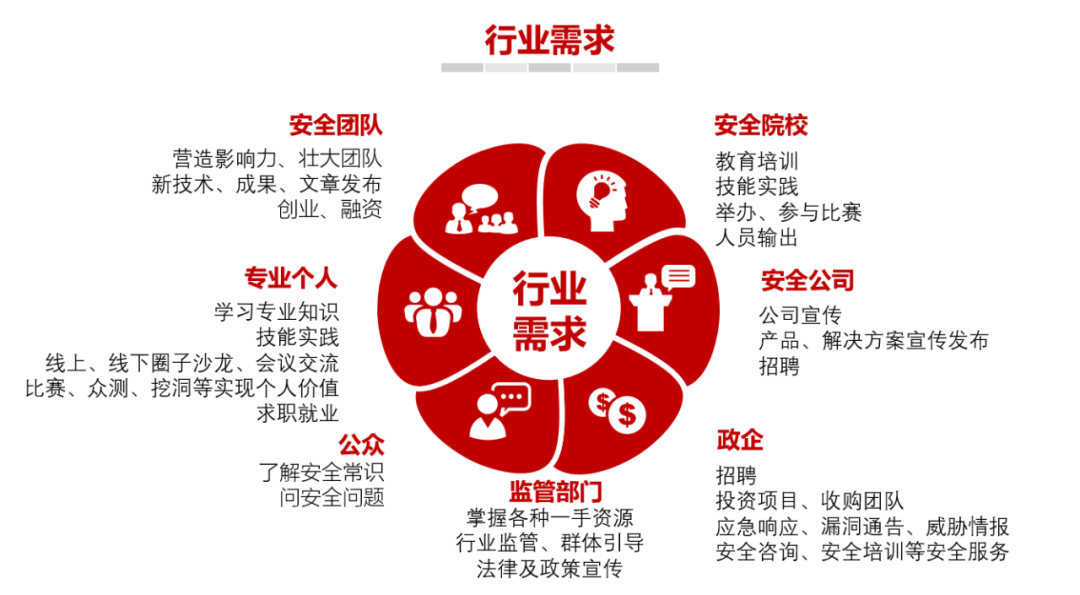 行业需求
安全团队
营造影响力、壮大团队
新技术、成果、文章发布
创业、融资
安全院校
教育培训
技能实践
举办、参与比赛
人员输出
专业个人
学习专业知识
技能实践
线上、线下圈子沙龙、会议交流
比赛、众测、挖洞等实现个人价值
求职就业
行业
需求
安全公司
公司宣传
产品、解决方案宣传发布
招聘
公众
了解安全常识
问安全问题
监管部门
掌握各种一手资源
行业监管、群体引导
法律及政策宣传
政企
招聘
投资项目、收购团队
应急响应、漏洞通告、威胁情报
安全咨询、安全培训等安全服务